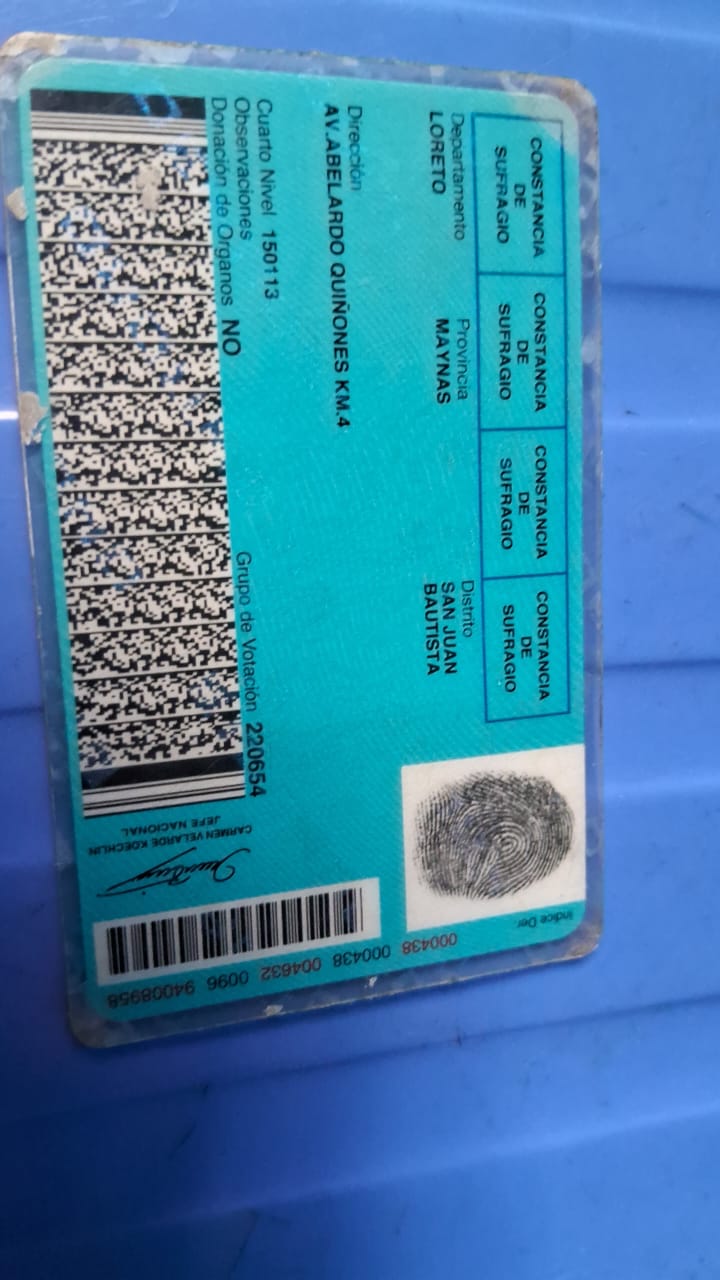 CONSTANCIA DE SUFRAGIO
CONSTANCIA DE SUFRAGIO
CONSTANCIA DE SUFRAGIO
CONSTANCIA DE SUFRAGIO
Departamento Provincia Distrito
LORETO MAYNAS SAN JUAN
BAUTISTA
Dirección
AV.ABELARDO QUIÑONES KM.4
Cuarto Nivel 150113
Observaciones
Donación de Organos NO
Grupo de Votación 220654
Indice Der
CARMEN VELARDE KOECHLIN
JEFE NACIONAL
000438 000438 004632 0096 94008958